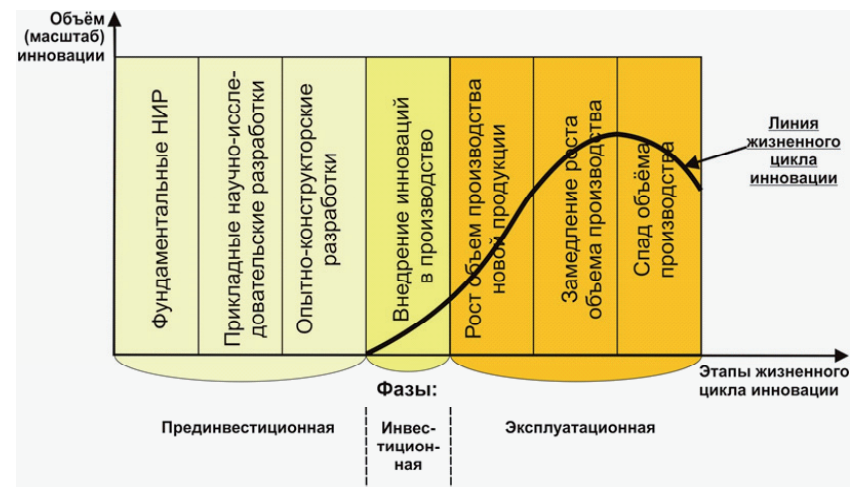 Объём
(масштаб)
инновации
Фундаментальные НИР
Прикладные научно-иссле-
довательские разработки
Опытно-конструкторские
разработки
Внедрение инноваций
в производство
Рост объем производства
новой продукции
Замедление роста
объема производства
Спад объёма
производства
Линия
жизненного
цикла
инновации
Этапы жизненного
цикла инновации
Фазы:
Прединвестиционная
Инвес-
тицион-
ная
Эксплуатационная